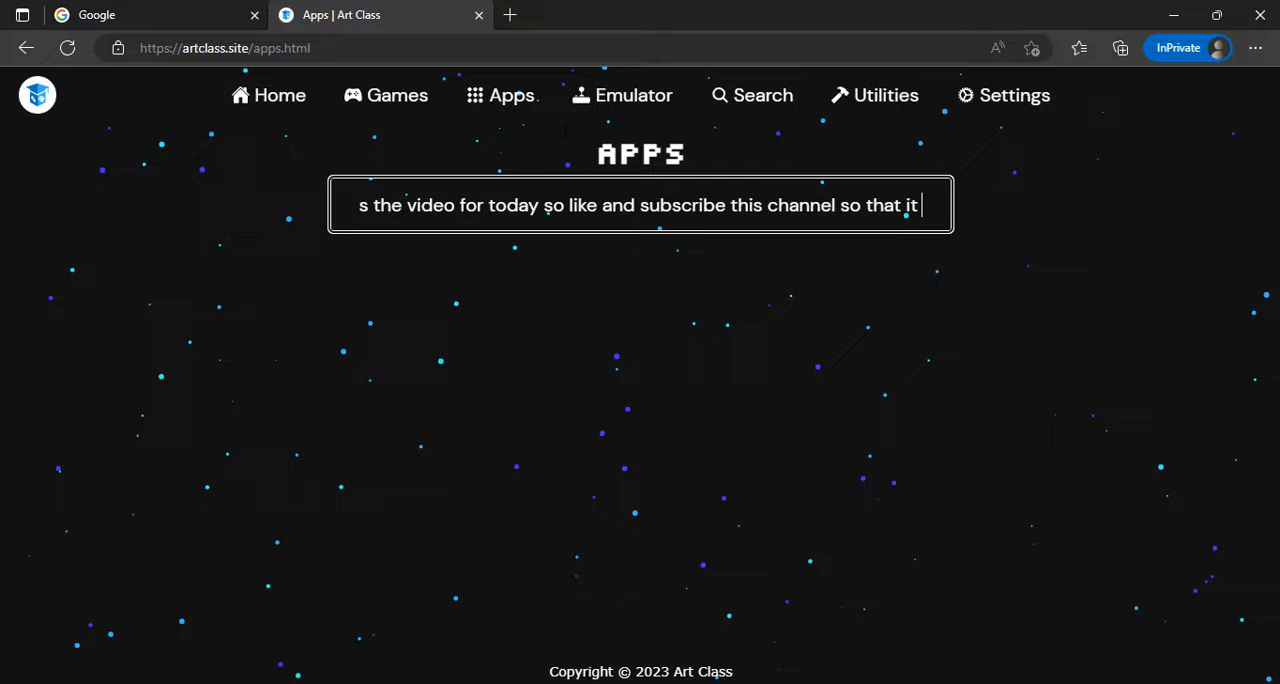 Google
Apps | Art Class
https://artclass.site/apps.html
InPrivate
Home Games Apps Emulator Search Utilities Settings
APPS
s the video for today so like and subscribe this channel so that it
Copyright © 2023 Art Class